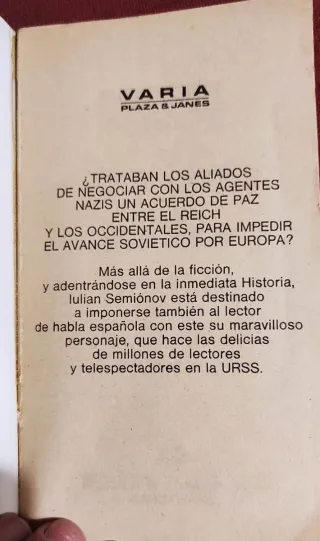 VARIA
PLAZA & JANES
¿TRATABAN LOS ALIADOS
DE NEGOCIAR CON LOS AGENTES
NAZIS UN ACUERDO DE PAZ
ENTRE EL REICH
Y LOS OCCIDENTALES, PARA IMPEDIR
EL AVANCE SOVIETICO POR EUROPA?
Más allá de la ficción,
y adentrándose en la inmediata Historia,
Iulian Semiónov está destinado
a imponerse también al lector
de habla española con este su maravilloso
personaje, que hace las delicias
de millones de lectores
y telespectadores en la URSS.